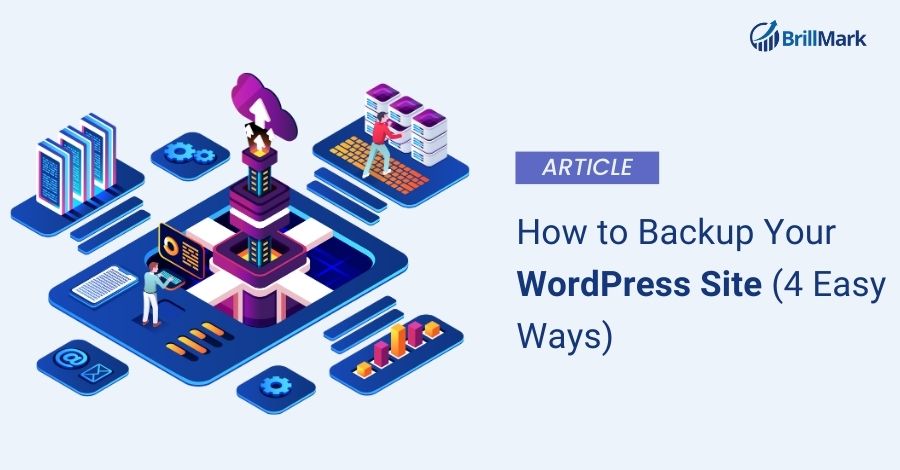 BrillMark
ARTICLE
How to Backup Your
WordPress Site (4 Easy
Ways)
@